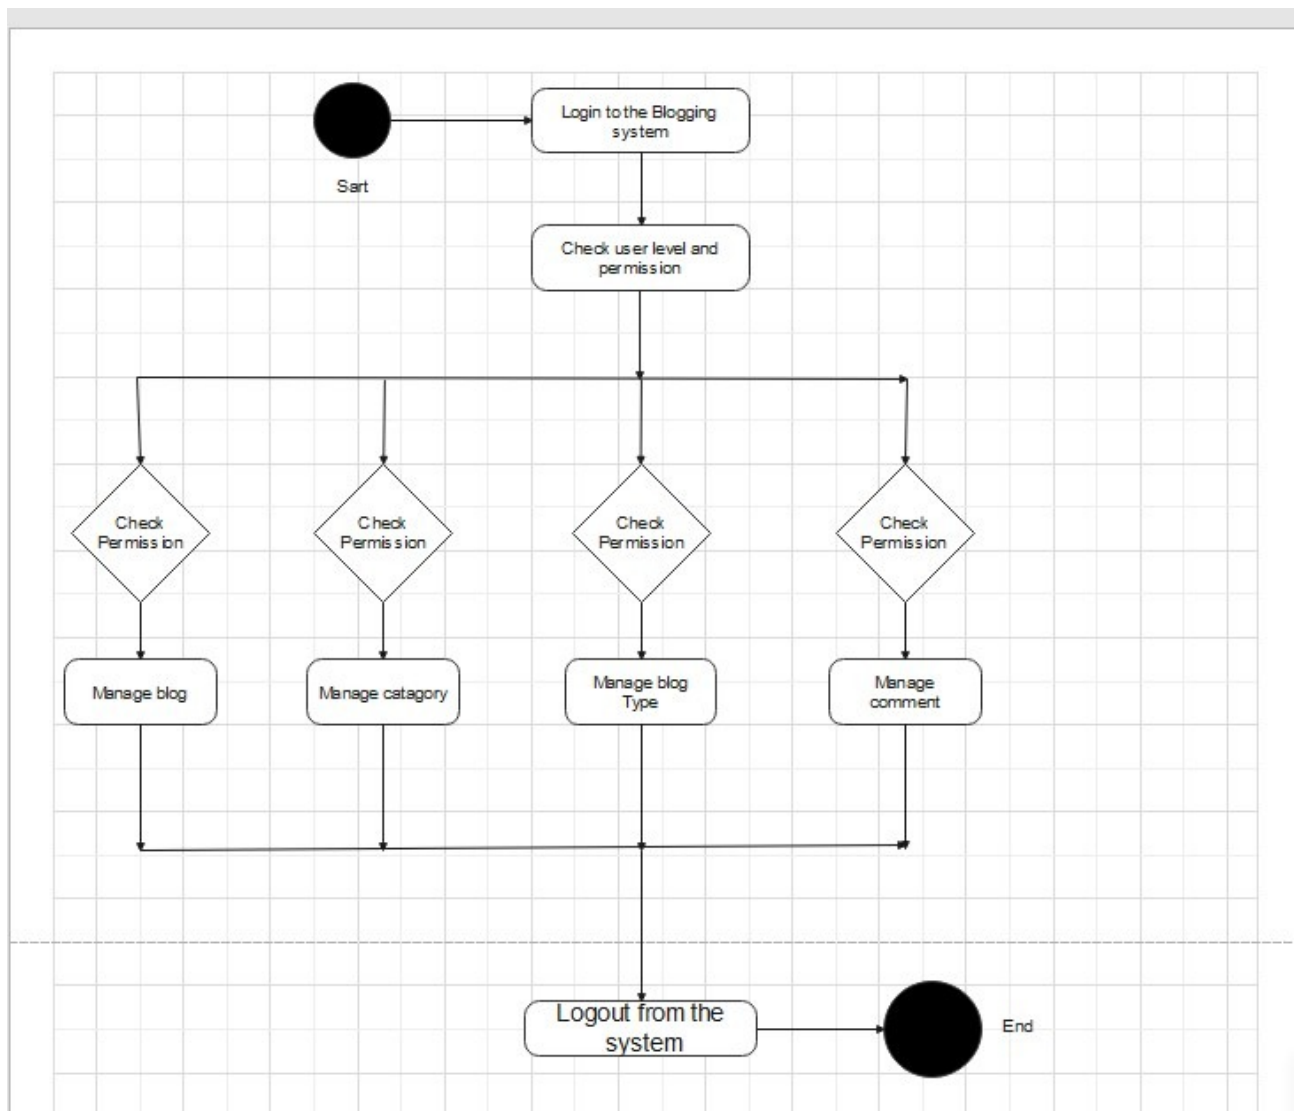 Login to the Blogging
system
Sart
Check user level and
permission
Check
Permission
Check
Permission
Check
Permission
Check
Permission
Manage blog
Manage catagory
Manage blog
Type
Manage
comment
Logout from the
system
End